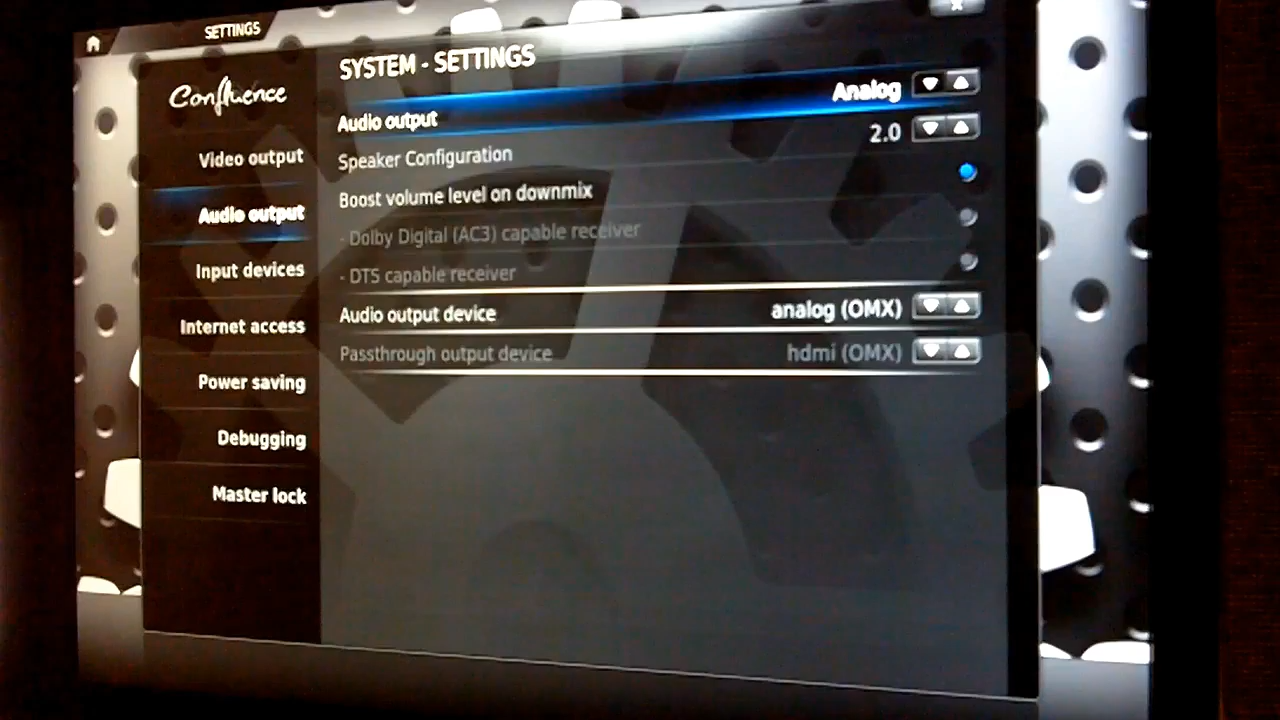 SETTINGS
Confluence
Video output
Audio output
Input devices
Internet access
Power saving
Debugging
Master lock
SYSTEM - SETTINGS
Audio output Analog
Speaker Configuration 2.0
Boost volume level on downmix
- Dolby Digital (AC3) capable receiver
- DTS capable receiver
Audio output device analog (OMX)
Passthrough output device hdmi (OMX)